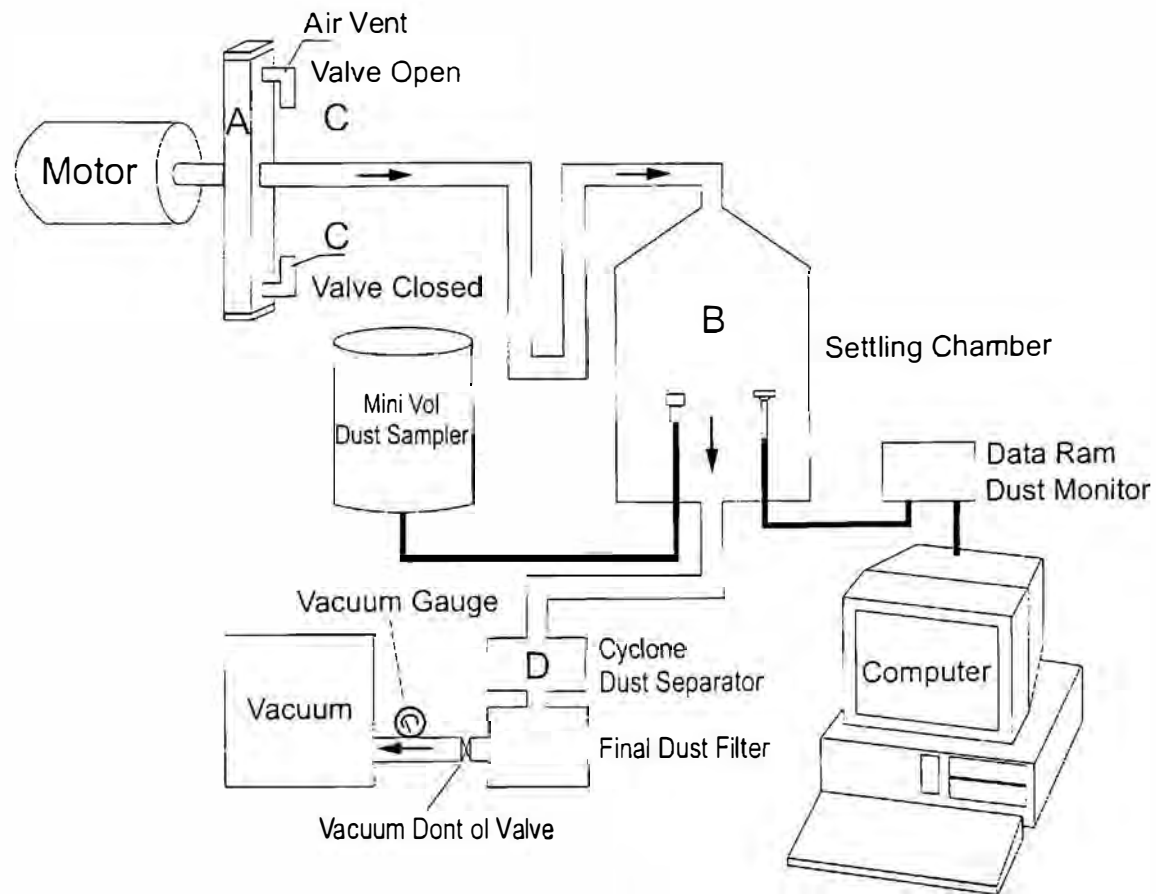 Air Vent
Valve Open
A
C
Motor
C
Valve Closed
B
Settling Chamber
Mini Vol
Dust Sampler
Data Ram
Dust Monitor
Vacuum Gauge
G
D
Cyclone
Dust Separator
Computer
Vacuum
Final Dust Filter
Vacuum Dont ol Valve